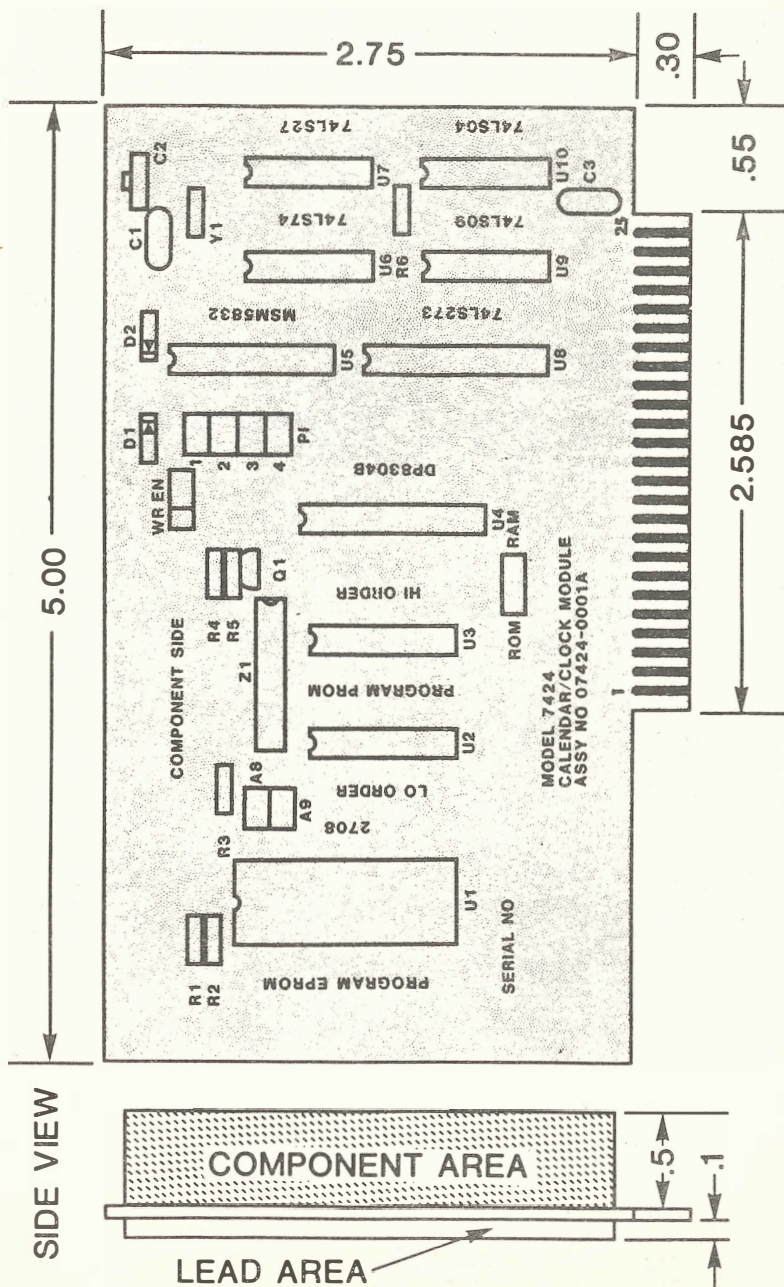 2.75
.30
.55
5.00
2.585
C2
74LS27
74LS04
U7
U10
C3
C1
Y1
74LS74
R6
74LS09
25
U6
U9
D2
MSM5832
74LS273
U5
U8
D1
1
2
3
4
PI
WR EN
DP8304B
U4
RAM
ROM
R4
R5
Q1
HI ORDER
Z1
U3
COMPONENT SIDE
PROGRAM PROM
1
MODEL 7424
CALENDAR/CLOCK MODULE
ASSY NO 07424-0001A
U2
A8
LO ORDER
A9
R3
2708
U1
R1
R2
PROGRAM EPROM
SERIAL NO
SIDE VIEW
COMPONENT AREA
.5
.1
LEAD AREA